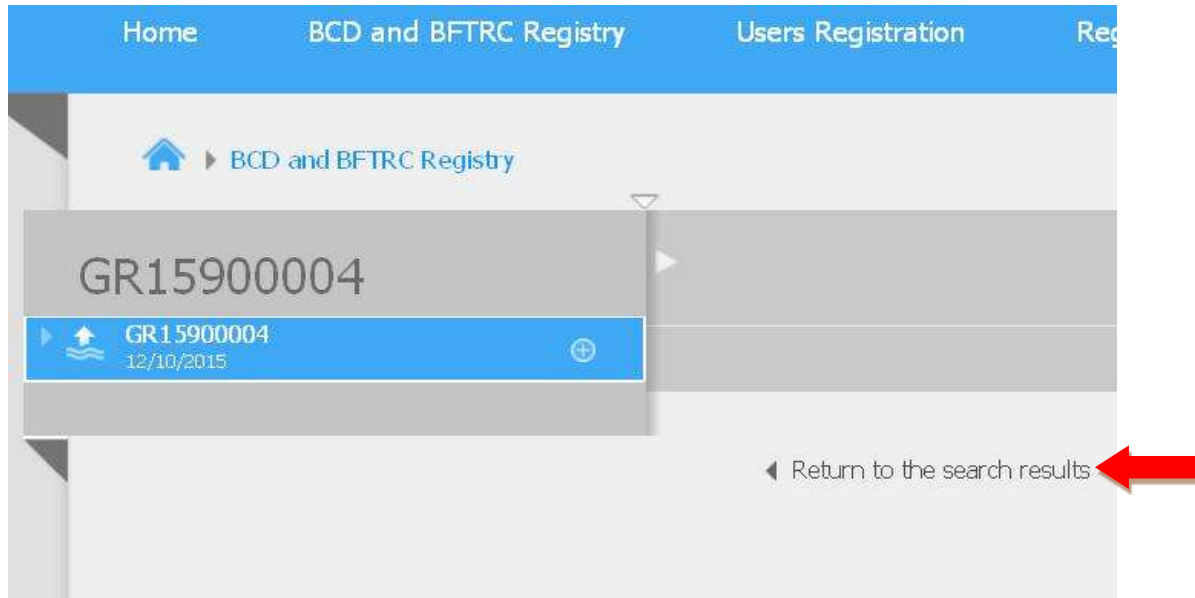 Home BCD and BFTRC Registry Users Registration
BCD and BFTRC Registry
GR15900004
GR15900004
12/10/2015
Return to the search results